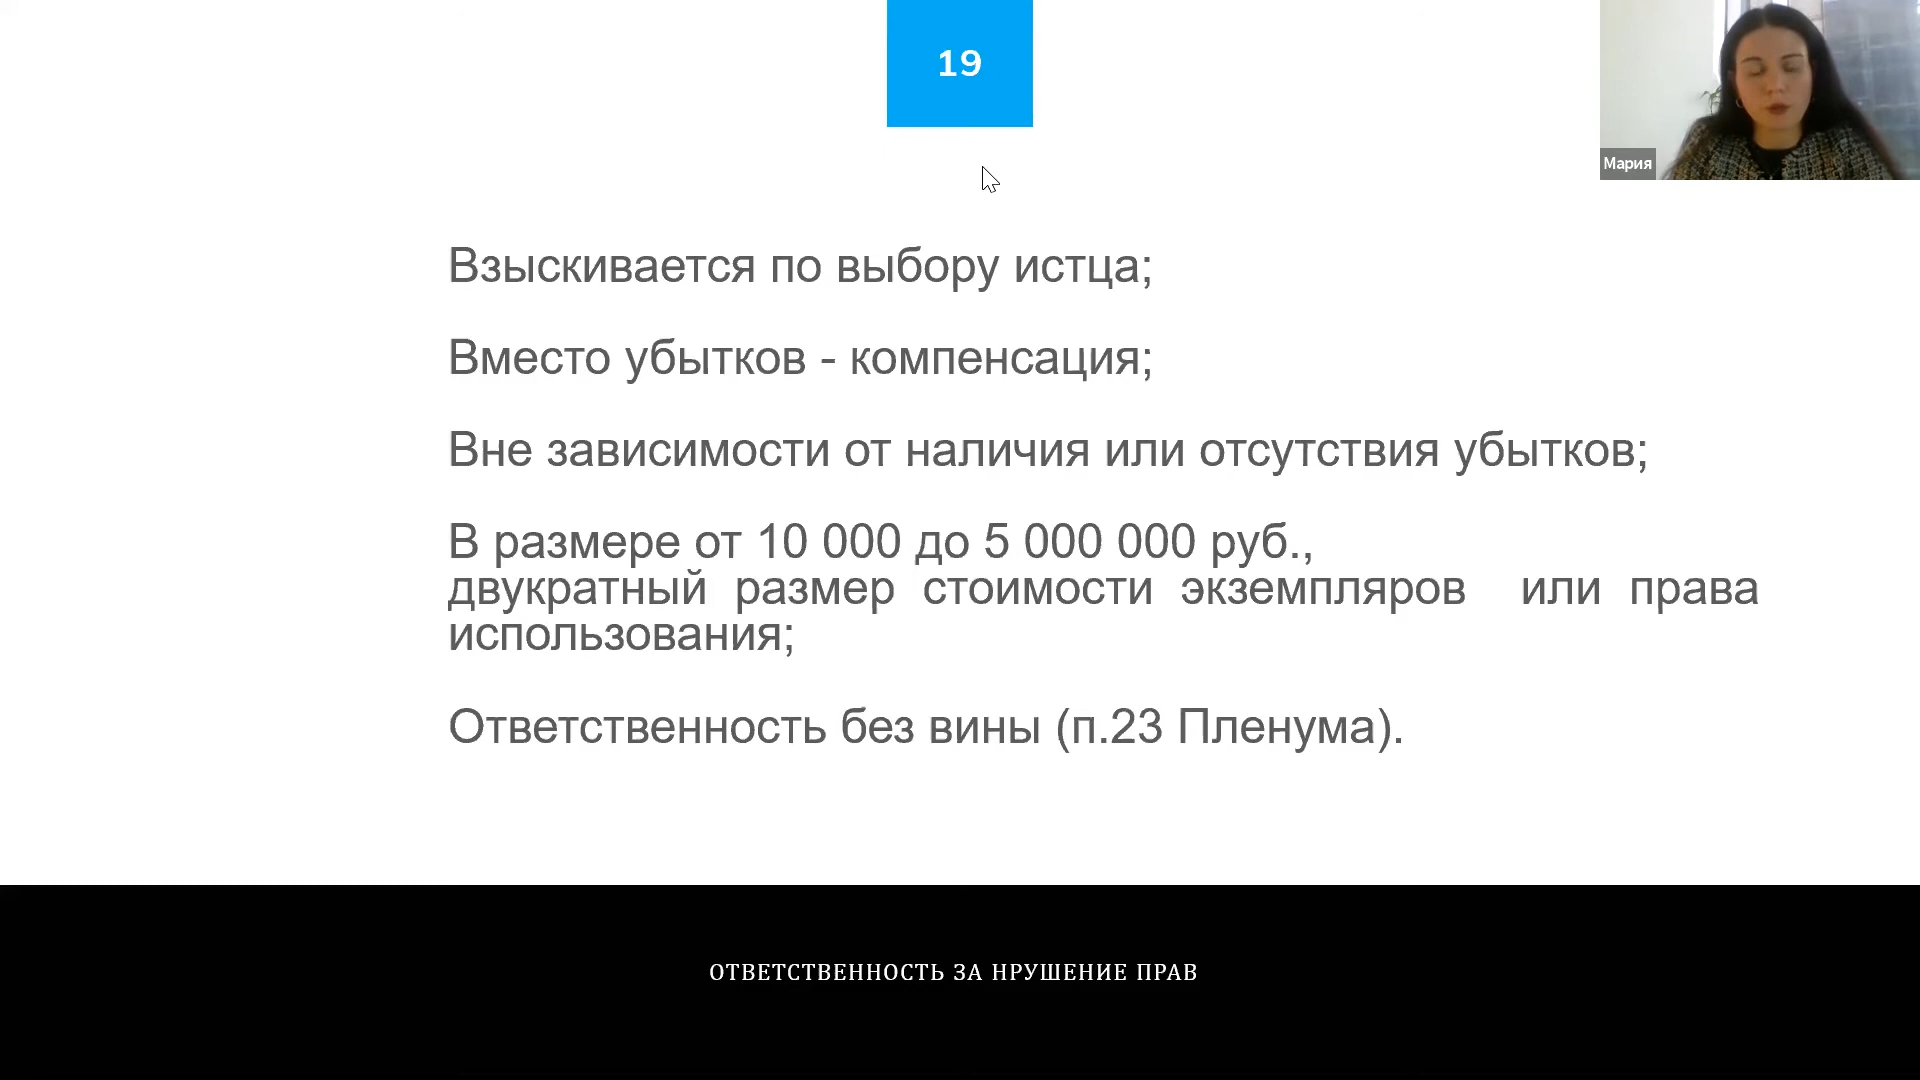 19
Мария
Взыскивается по выбору истца;
Вместо убытков - компенсация;
Вне зависимости от наличия или отсутствия убытков;
В размере от 10 000 до 5 000 000 руб.,
двукратный размер стоимости экземпляров или права
использования;
Ответственность без вины (п.23 Пленума).
ОТВЕТСТВЕННОСТЬ ЗА НРУШЕНИЕ ПРАВ